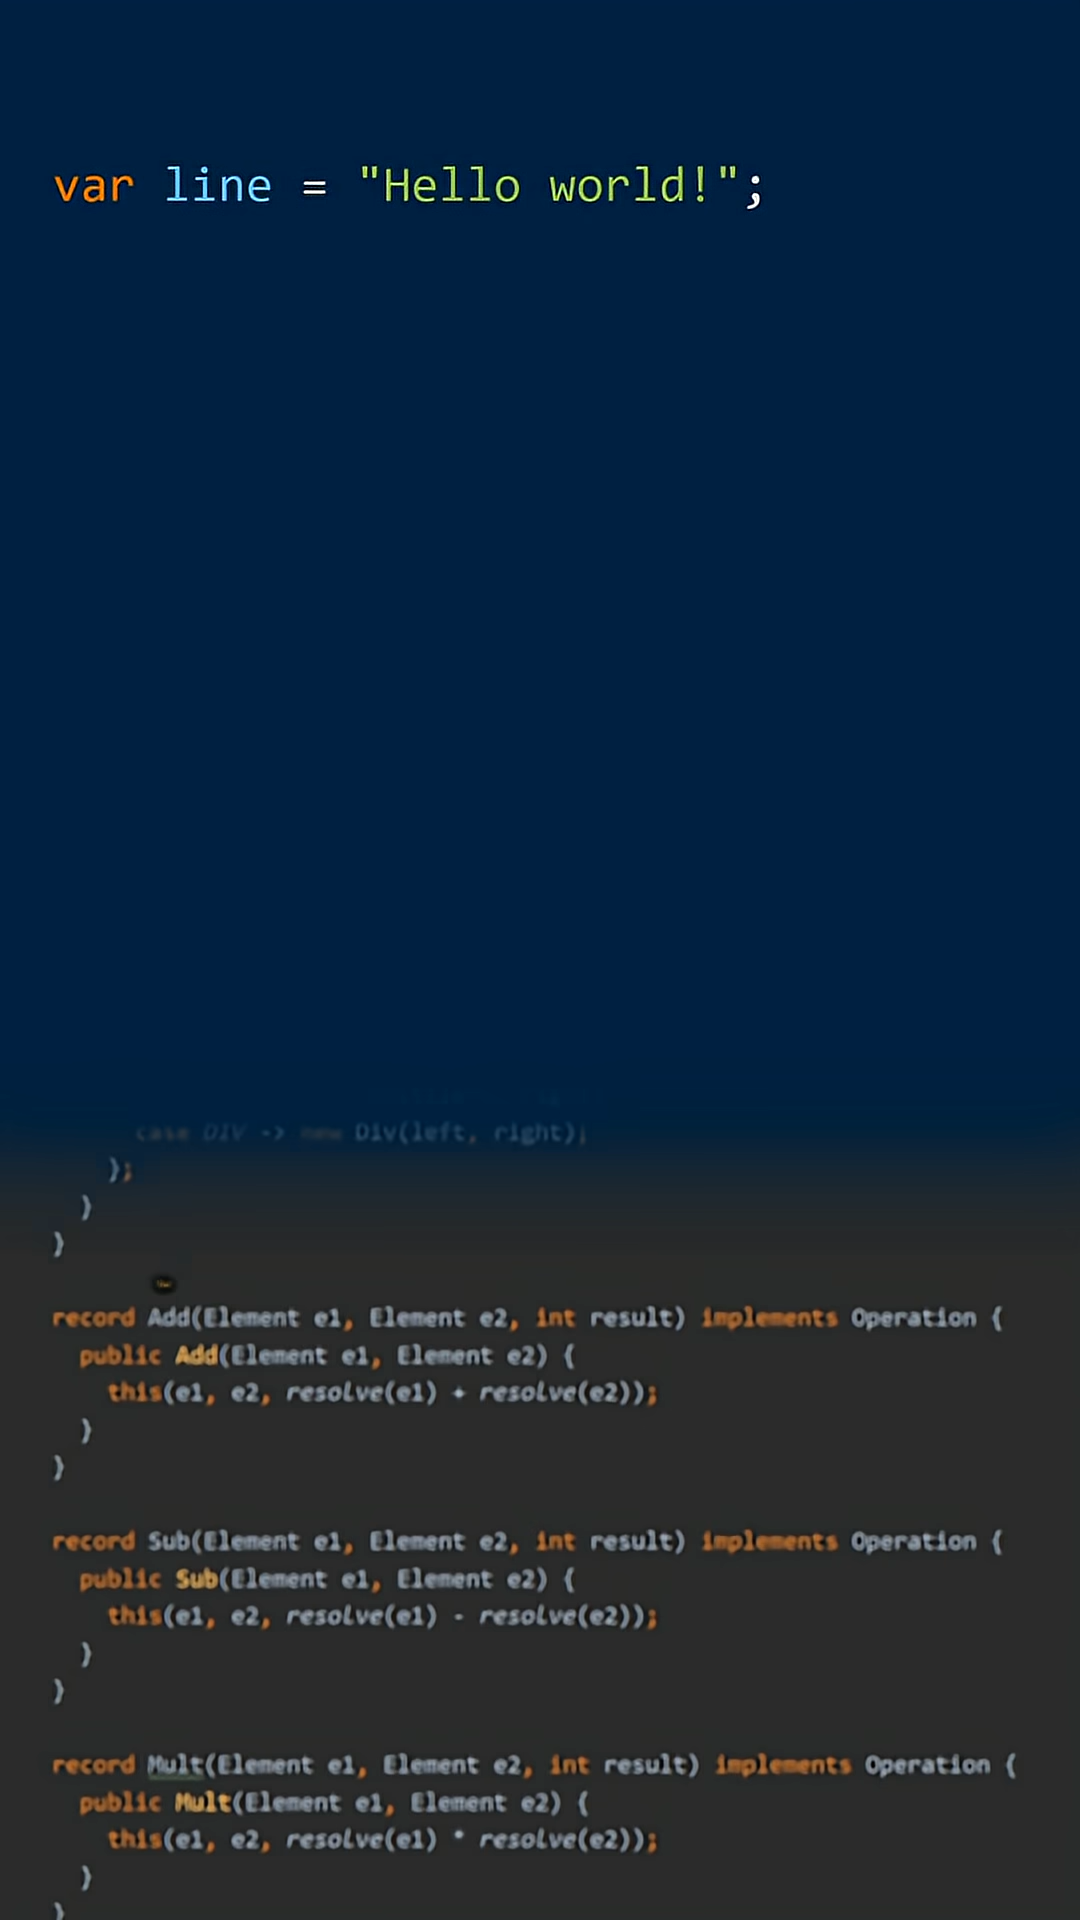 var line = "Hello world!";
case DIV -> new Div(left, right);
};
}
}
record Add(Element e1, Element e2, int result) implements Operation {
public Add(Element e1, Element e2) {
this(e1, e2, resolve(e1) + resolve(e2));
}
}
record Sub(Element e1, Element e2, int result) implements Operation {
public Sub(Element e1, Element e2) {
this(e1, e2, resolve(e1) - resolve(e2));
}
}
record Mult(Element e1, Element e2, int result) implements Operation {
public Mult(Element e1, Element e2) {
this(e1, e2, resolve(e1) * resolve(e2));
}
}